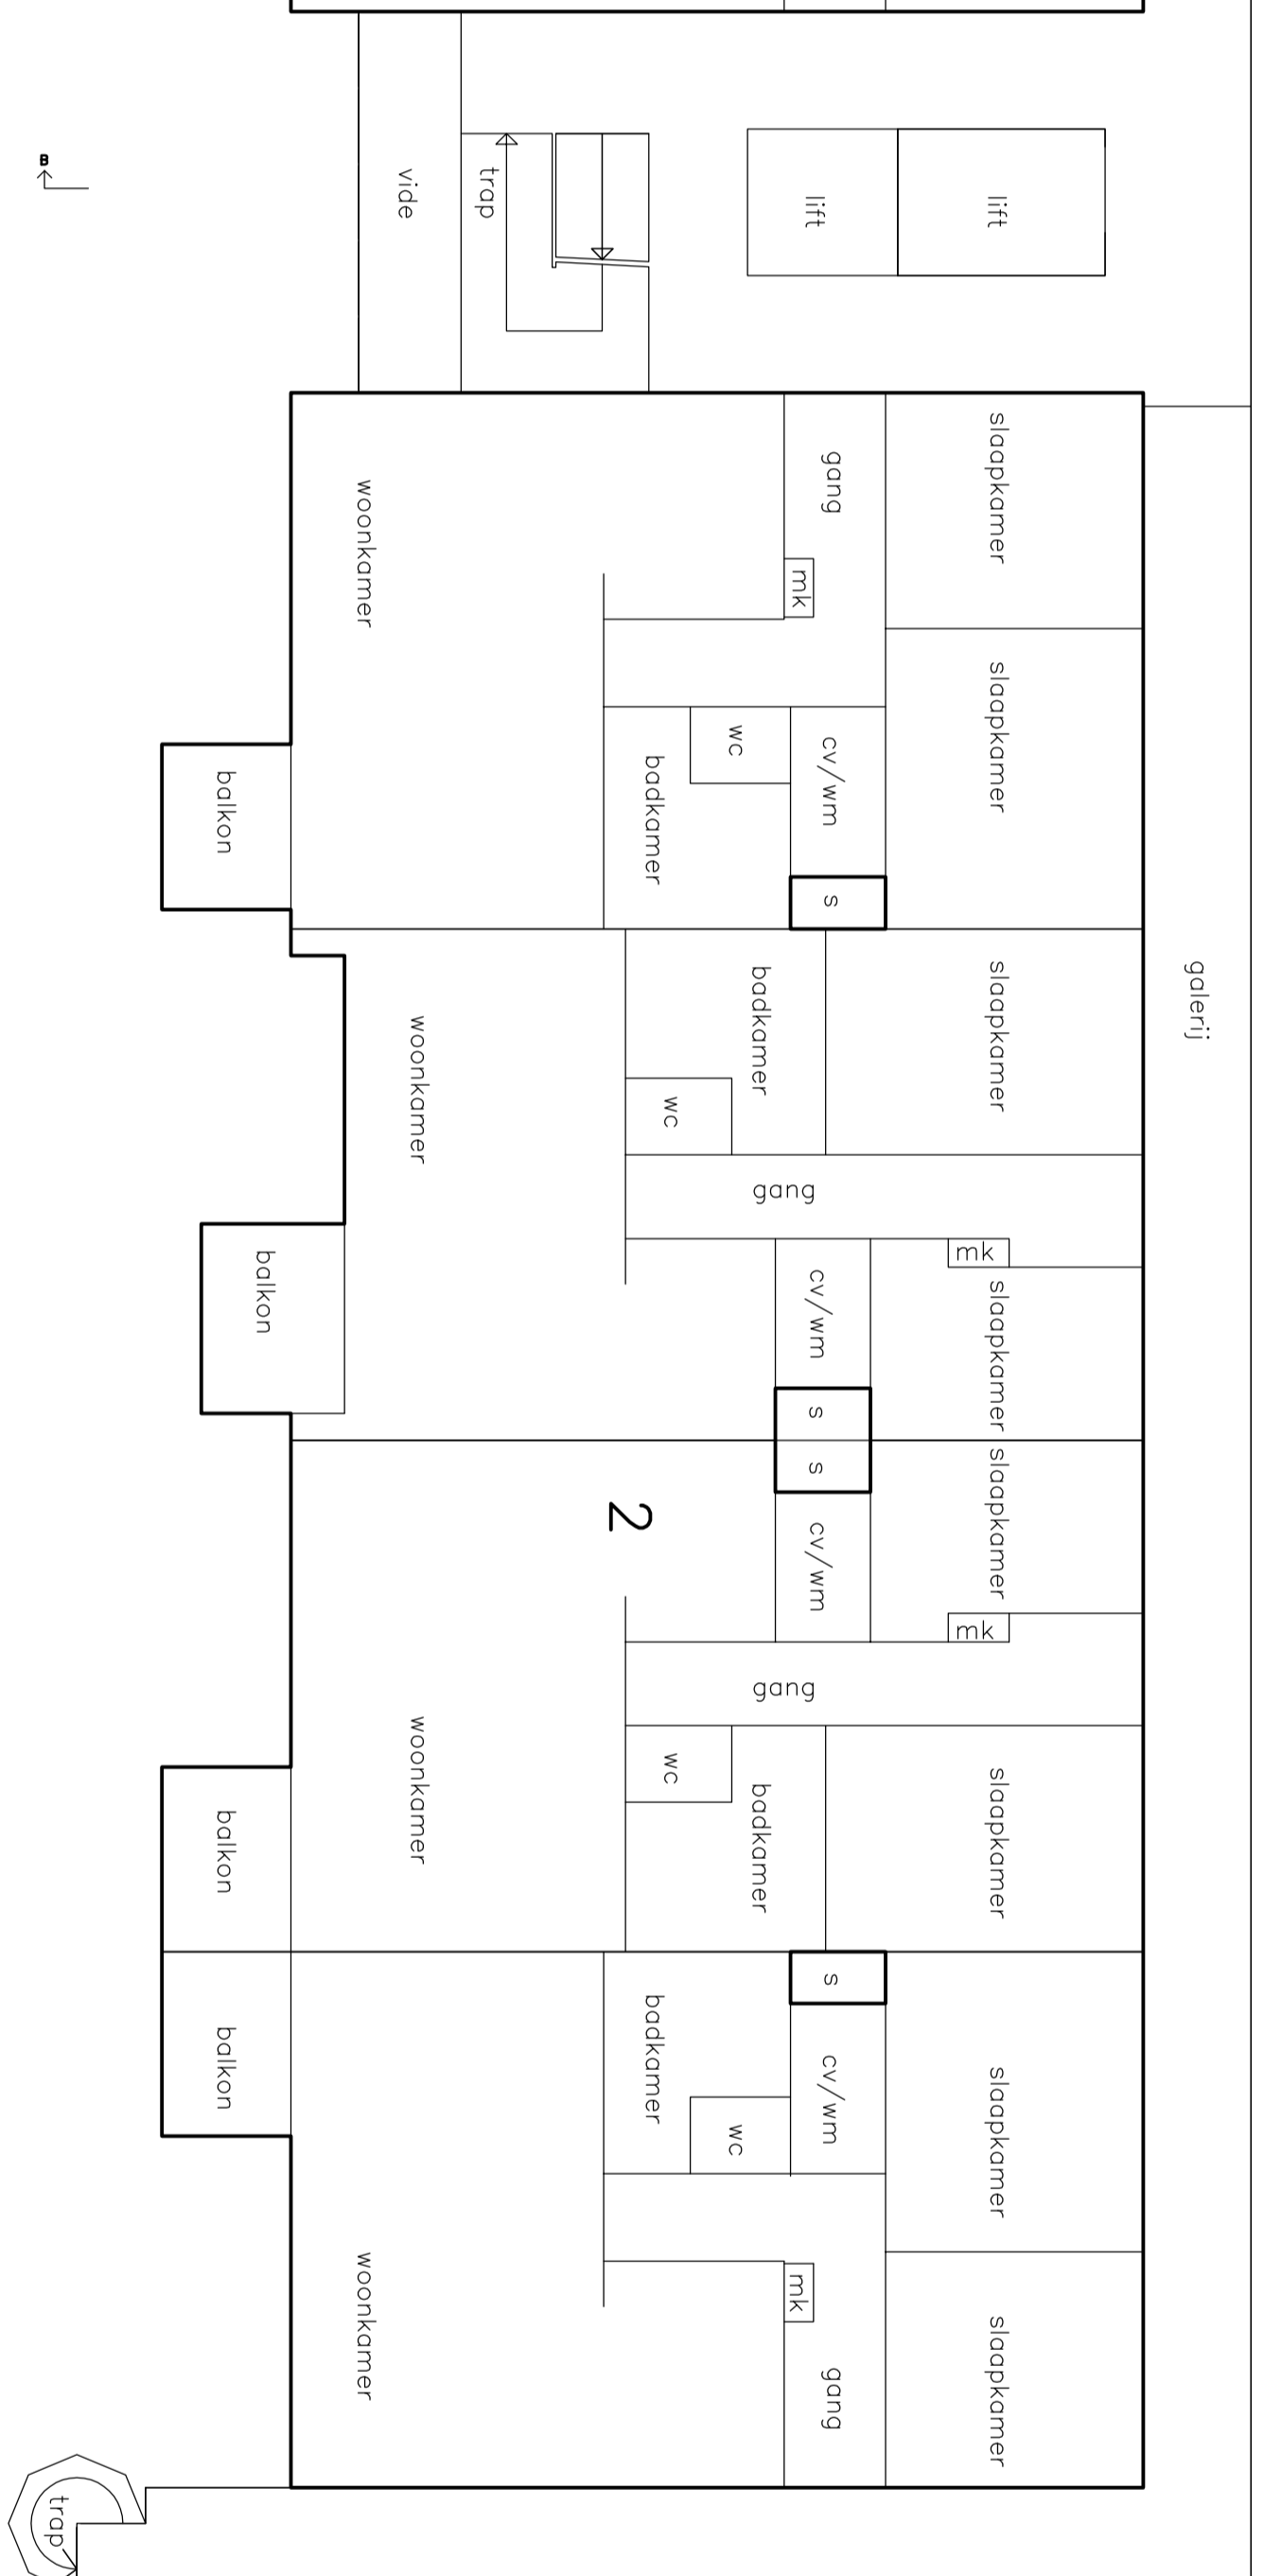 B
vide
trap
lift
lift
woonkamer
gang
mk
slaapkamer
slaapkamer
wc
cv/wm
badkamer
s
balkon
galerij
woonkamer
badkamer
slaapkamer
wc
gang
mk
cv/wm
slaapkamer
balkon
s
s
slaapkamer
2
cv/wm
mk
gang
woonkamer
wc
badkamer
slaapkamer
balkon
s
balkon
badkamer
cv/wm
wc
slaapkamer
mk
gang
woonkamer
slaapkamer
trap